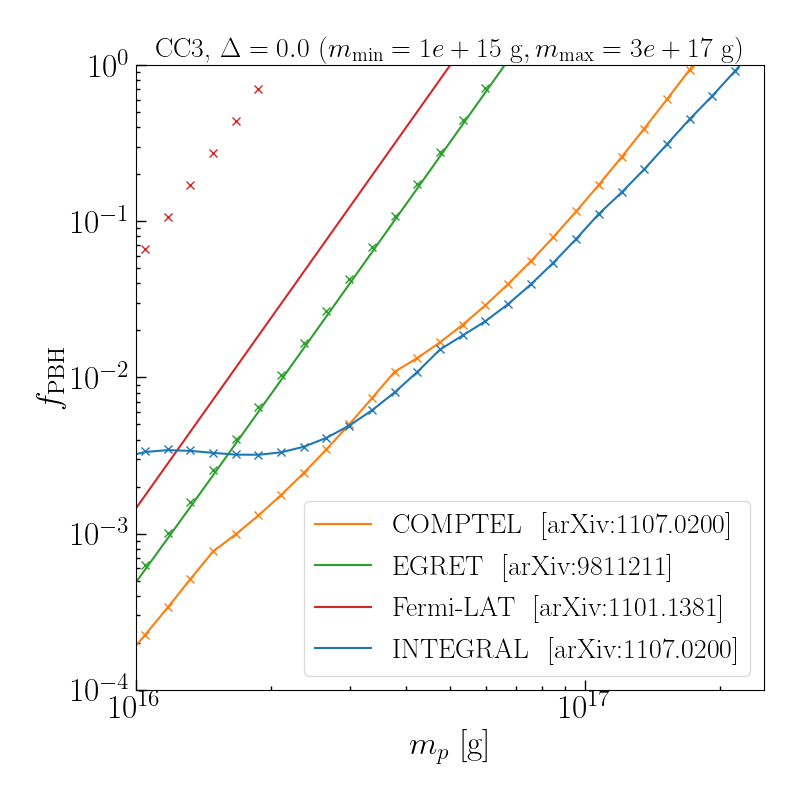 CC3, Δ = 0.0 (m_min = 1e + 15 g, m_max = 3e + 17 g)
10^0
10^−1
10^−2
10^−3
10^−4
f_PBH
COMPTEL [arXiv:1107.0200]
EGRET [arXiv:9811211]
Fermi-LAT [arXiv:1101.1381]
INTEGRAL [arXiv:1107.0200]
10^16
10^17
m_p [g]